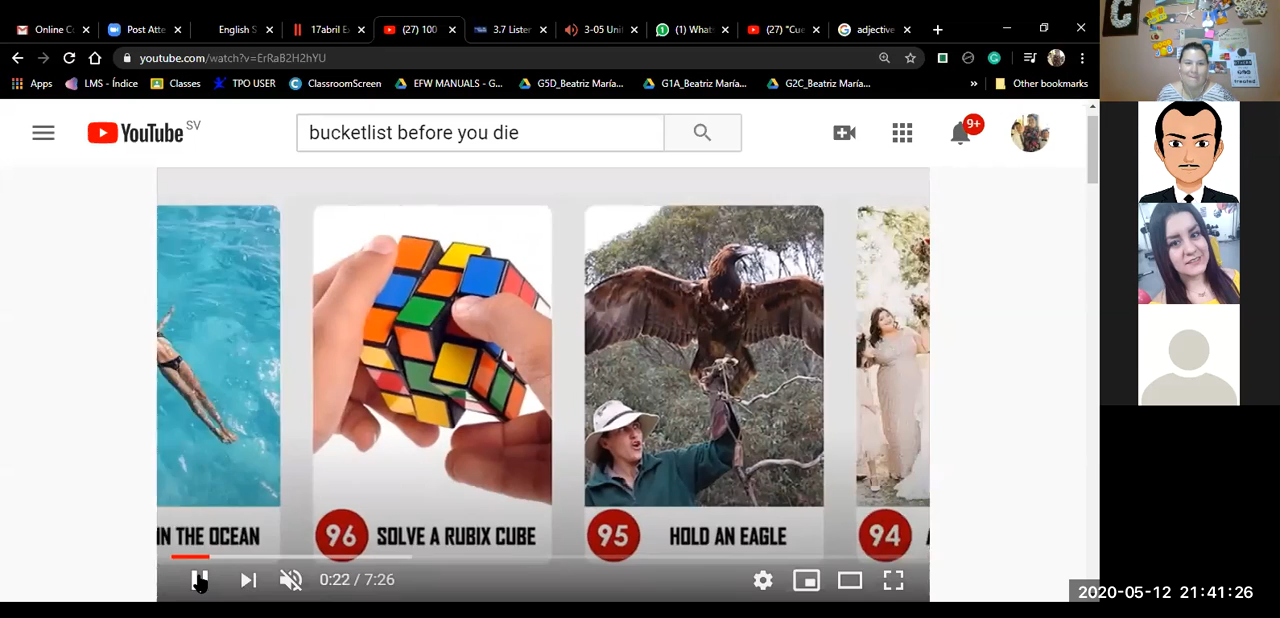 Online C
Post Atte
English S
17abril E
(27) 100
3.7 Lister
3-05 Uni
(1) What
(27) "Cue
adjective
youtube.com/watch?v=ErRaB2H2hYU
Apps
LMS - Índice
Classes
TPO USER
ClassroomScreen
EFW MANUALS - G...
G5D_Beatriz María...
G1A_Beatriz María...
G2C_Beatriz María...
»
Other bookmarks
YouTube SV
bucketlist before you die
9+
IN THE OCEAN
96 SOLVE A RUBIX CUBE
95 HOLD AN EAGLE
94
0:22 / 7:26
2020-05-12 21:41:26
C